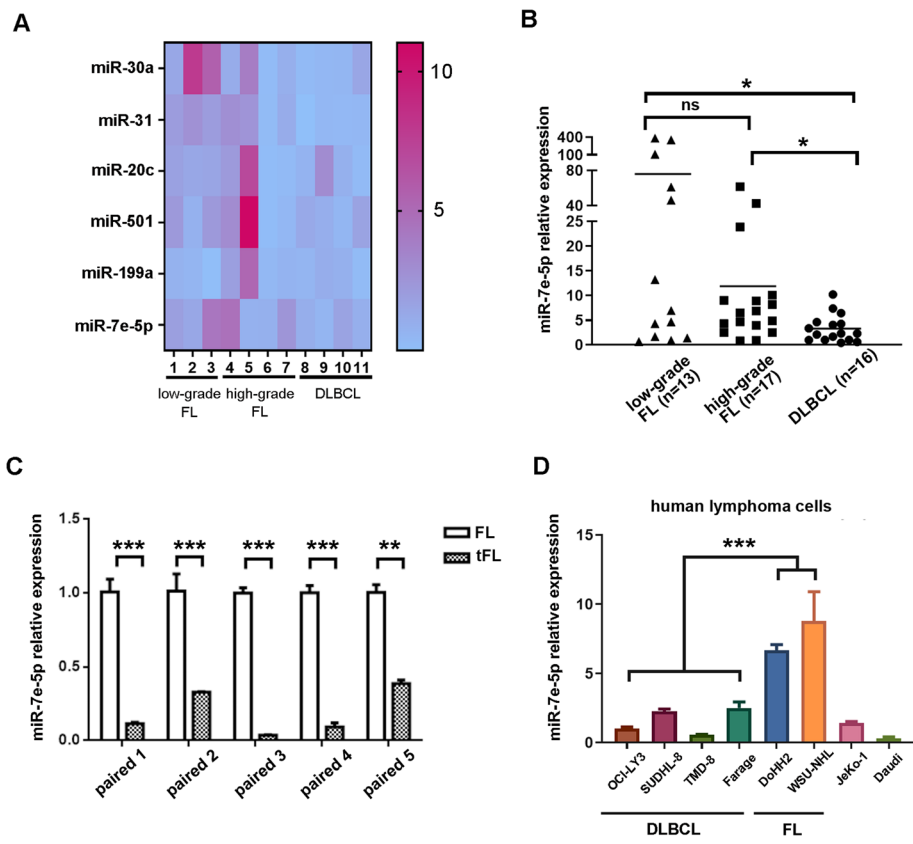 A
miR-30a
miR-31
miR-20c
miR-501
miR-199a
miR-7e-5p
1 2 3 4 5 6 7 8 9 10 11
low-grade FL
high-grade FL
DLBCL
10
5
B
miR-7e-5p relative expression
400
100
80
40
25
20
15
10
5
0
*
ns
*
low-grade FL (n=13)
high-grade FL (n=17)
DLBCL (n=16)
C
miR-7e-5p relative expression
1.5
1.0
0.5
0.0
*** *** *** *** **
FL
tFL
paired 1
paired 2
paired 3
paired 4
paired 5
D
human lymphoma cells
miR-7e-5p relative expression
15
10
5
0
***
OCI-LY3
SUDHL-8
TMD-8
Farage
DoHH2
WSU-NHL
JeKo-1
Daudi
DLBCL
FL